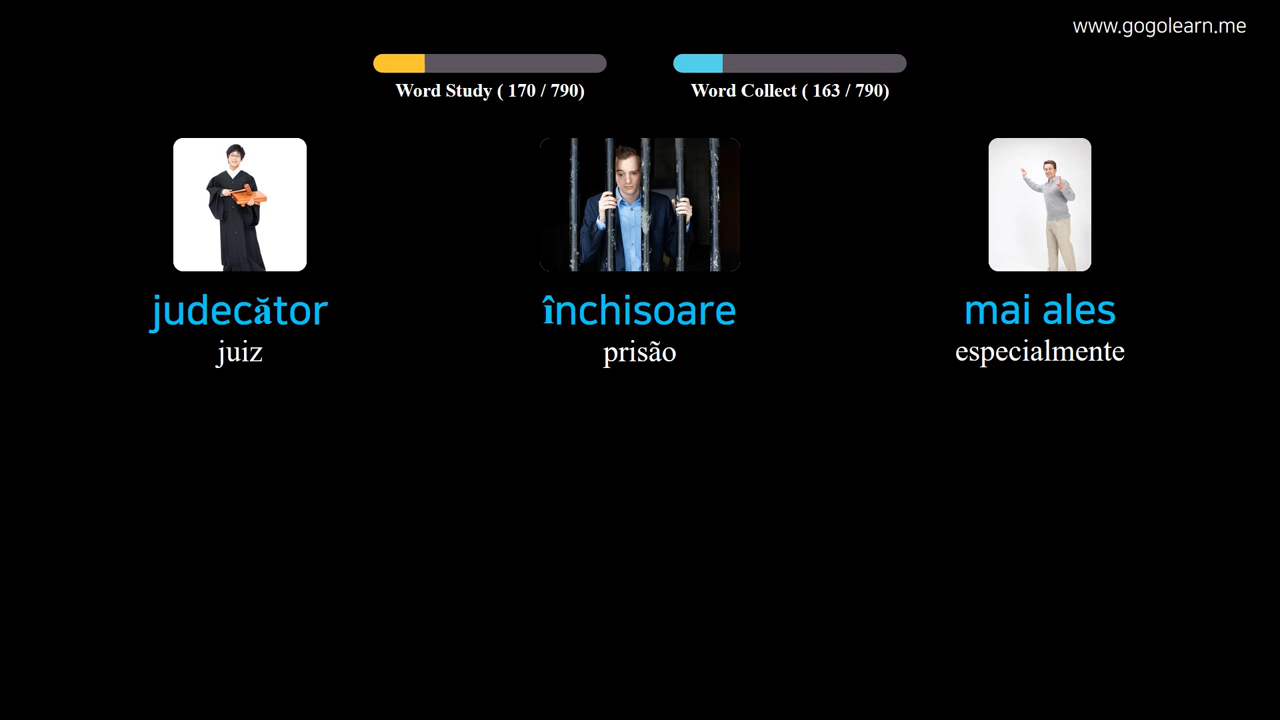 www.gogolearn.me
Word Study ( 170 / 790)
Word Collect ( 163 / 790)
judecător
închisoare
mai ales
juiz
prisão
especialmente